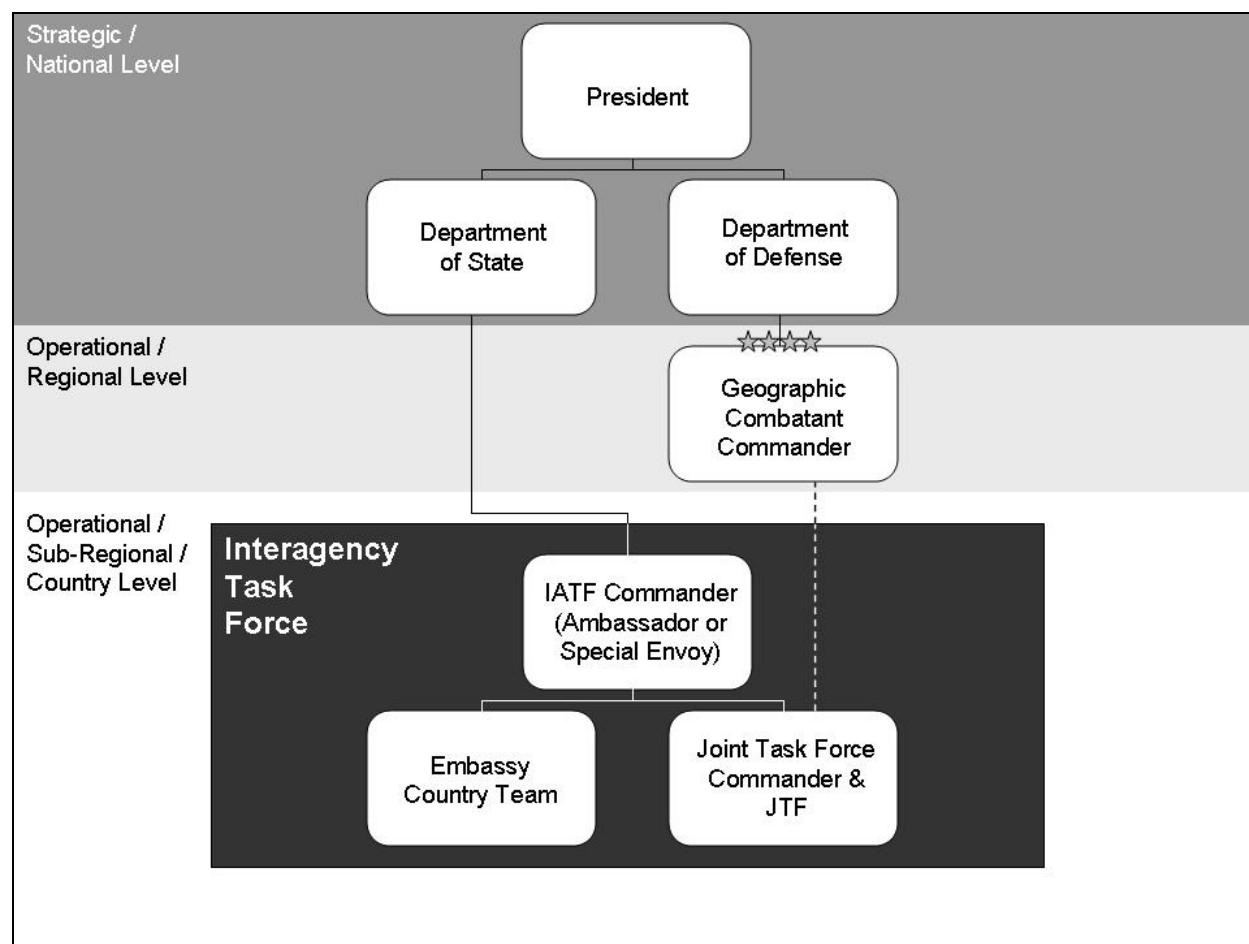 Strategic /
National Level
President
Department
of State
Department
of Defense
Operational /
Regional Level
Geographic
Combatant
Commander
Operational /
Sub-Regional /
Country Level
Interagency
Task
Force
IATF Commander
(Ambassador or
Special Envoy)
Embassy
Country Team
Joint Task Force
Commander &
JTF